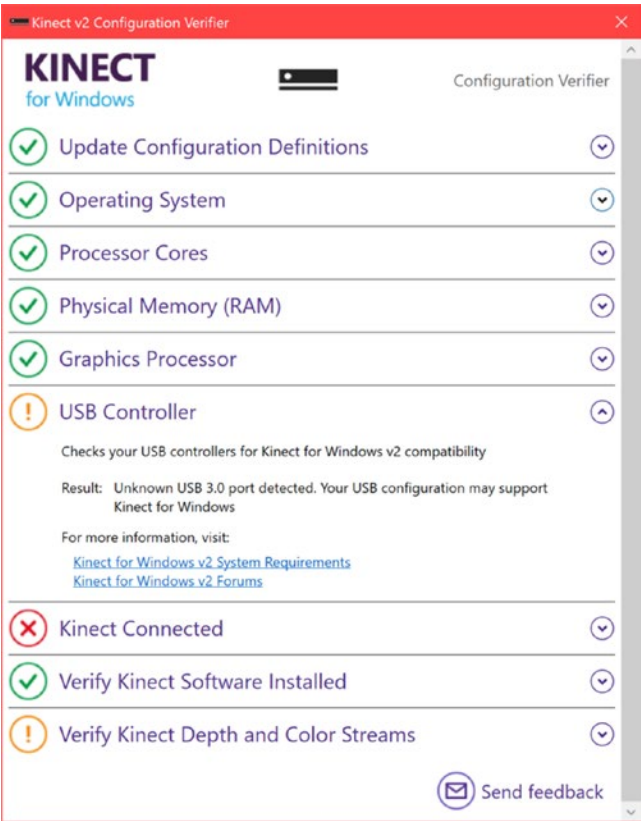 Kinect v2 Configuration Verifier
KINECT
for Windows
Configuration Verifier
Update Configuration Definitions
Operating System
Processor Cores
Physical Memory (RAM)
Graphics Processor
USB Controller
Checks your USB controllers for Kinect for Windows v2 compatibility
Result: Unknown USB 3.0 port detected. Your USB configuration may support
Kinect for Windows
For more information, visit:
Kinect for Windows v2 System Requirements
Kinect for Windows v2 Forums
Kinect Connected
Verify Kinect Software Installed
Verify Kinect Depth and Color Streams
Send feedback